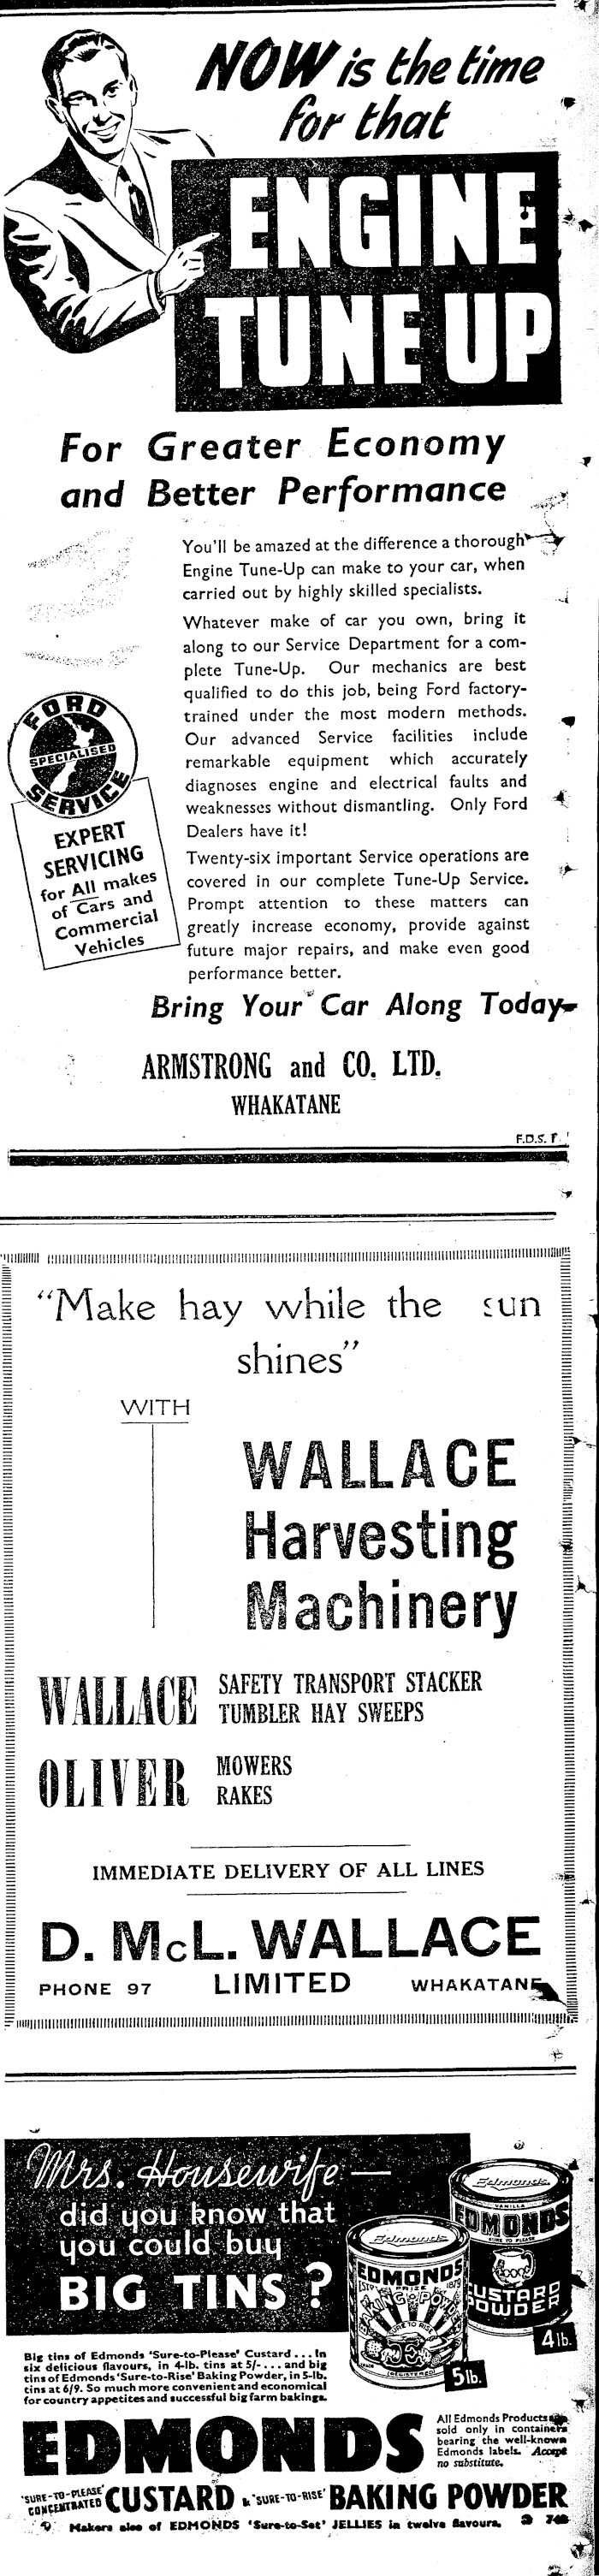 NOW is the time
for that
ENGINE
TUNE UP
For Greater Economy
and Better Performance
You'll be amazed at the difference a thorough
Engine Tune-Up can make to your car, when
carried out by highly skilled specialists.
Whatever make of car you own, bring it
along to our Service Department for a com-
plete Tune-Up. Our mechanics are best
qualified to do this job, being Ford factory-
trained under the most modern methods.
Our advanced Service facilities include
remarkable equipment which accurately
diagnoses engine and electrical faults and
weaknesses without dismantling. Only Ford
Dealers have it!
Twenty-six important Service operations are
covered in our complete Tune-Up Service.
Prompt attention to these matters can
greatly increase economy, provide against
future major repairs, and make even good
performance better.
FORD
SPECIALISED
SERVICE
EXPERT
SERVICING
for All makes
of Cars and
Commercial
Vehicles
Bring Your Car Along Today
ARMSTRONG and CO. LTD.
WHAKATANE
F.D.S.
"Make hay while the sun
shines"
WITH
WALLACE
Harvesting
Machinery
WALLACE SAFETY TRANSPORT STACKER
TUMBLER HAY SWEEPS
OLIVER MOWERS
RAKES
IMMEDIATE DELIVERY OF ALL LINES
D. McL. WALLACE
PHONE 97 LIMITED WHAKATANE
Mrs. Housewife —
did you know that
you could buy
BIG TINS ?
Edmonds
VANILLA
EDMONDS
SURE TO PLEASE
CUSTARD
POWDER
4lb.
Edmonds
EDMONDS
ESTD PRIZE 1879
BAKING POWDER
SURE TO RISE
(REGISTERED)
5lb.
Big tins of Edmonds 'Sure-to-Please' Custard ... in
six delicious flavours, in 4-lb. tins at 5/- ... and big
tins of Edmonds 'Sure-to-Rise' Baking Powder, in 5-lb.
tins at 6/9. So much more convenient and economical
for country appetites and successful big farm bakings.
All Edmonds Products are
sold only in containers
bearing the well-known
Edmonds labels. Accept
no substitute.
EDMONDS
'SURE-TO-PLEASE' CONCENTRATED CUSTARD & 'SURE-TO-RISE' BAKING POWDER
Makers also of EDMONDS 'Sure-to-Set' JELLIES in twelve flavours.